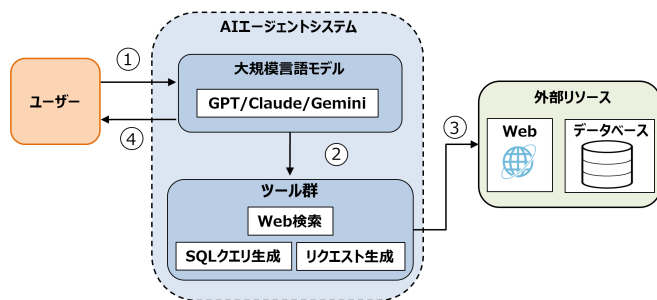 AIエージェントシステム
①
ユーザー
④
大規模言語モデル
GPT/Claude/Gemini
②
ツール群
Web検索
SQLクエリ生成
リクエスト生成
③
外部リソース
Web
データベース